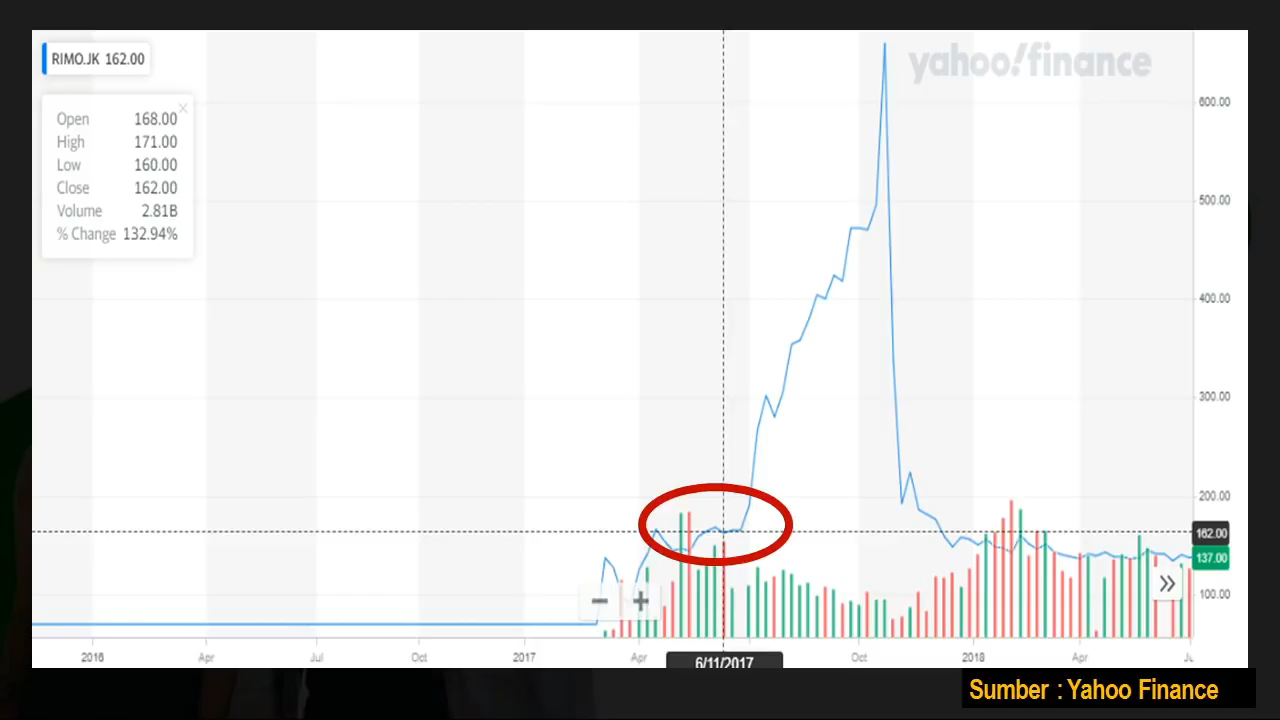 RIMO.JK 162.00
yahoo!finance
Open 168.00
High 171.00
Low 160.00
Close 162.00
Volume 2.81B
% Change 132.94%
600.00
500.00
400.00
300.00
200.00
162.00
137.00
100.00
2016 Apr Jul Oct 2017 Apr 6/11/2017 Oct 2018 Apr
Sumber : Yahoo Finance